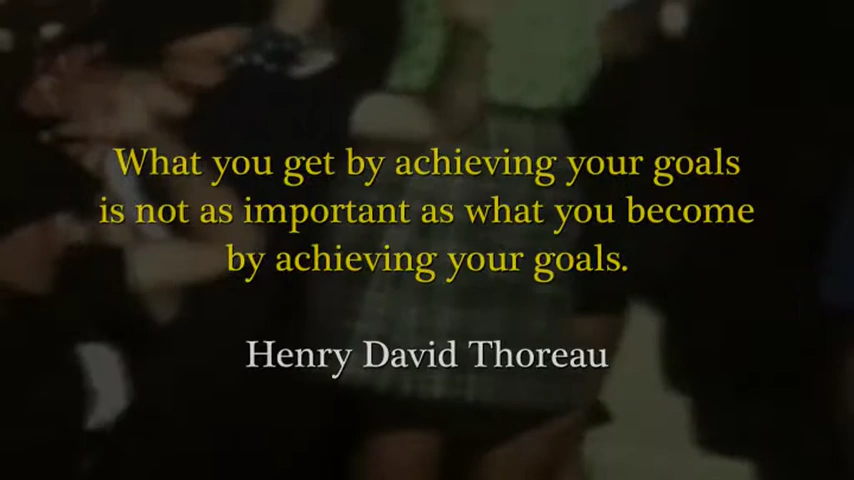 What you get by achieving your goals
is not as important as what you become
by achieving your goals.
Henry David Thoreau